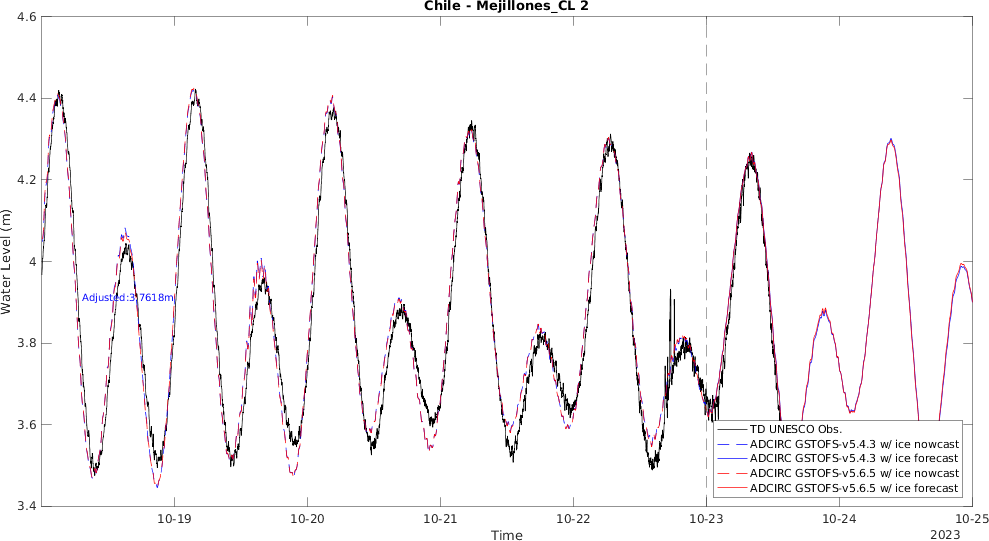 Chile - Mejillones_CL 2
4.6
4.4
4.2
4
3.8
3.6
3.4
Water Level (m)
Adjusted:3.7618m
TD UNESCO Obs.
ADCIRC GSTOFS-v5.4.3 w/ ice nowcast
ADCIRC GSTOFS-v5.4.3 w/ ice forecast
ADCIRC GSTOFS-v5.6.5 w/ ice nowcast
ADCIRC GSTOFS-v5.6.5 w/ ice forecast
10-19 10-20 10-21 10-22 10-23 10-24 10-25
Time
2023